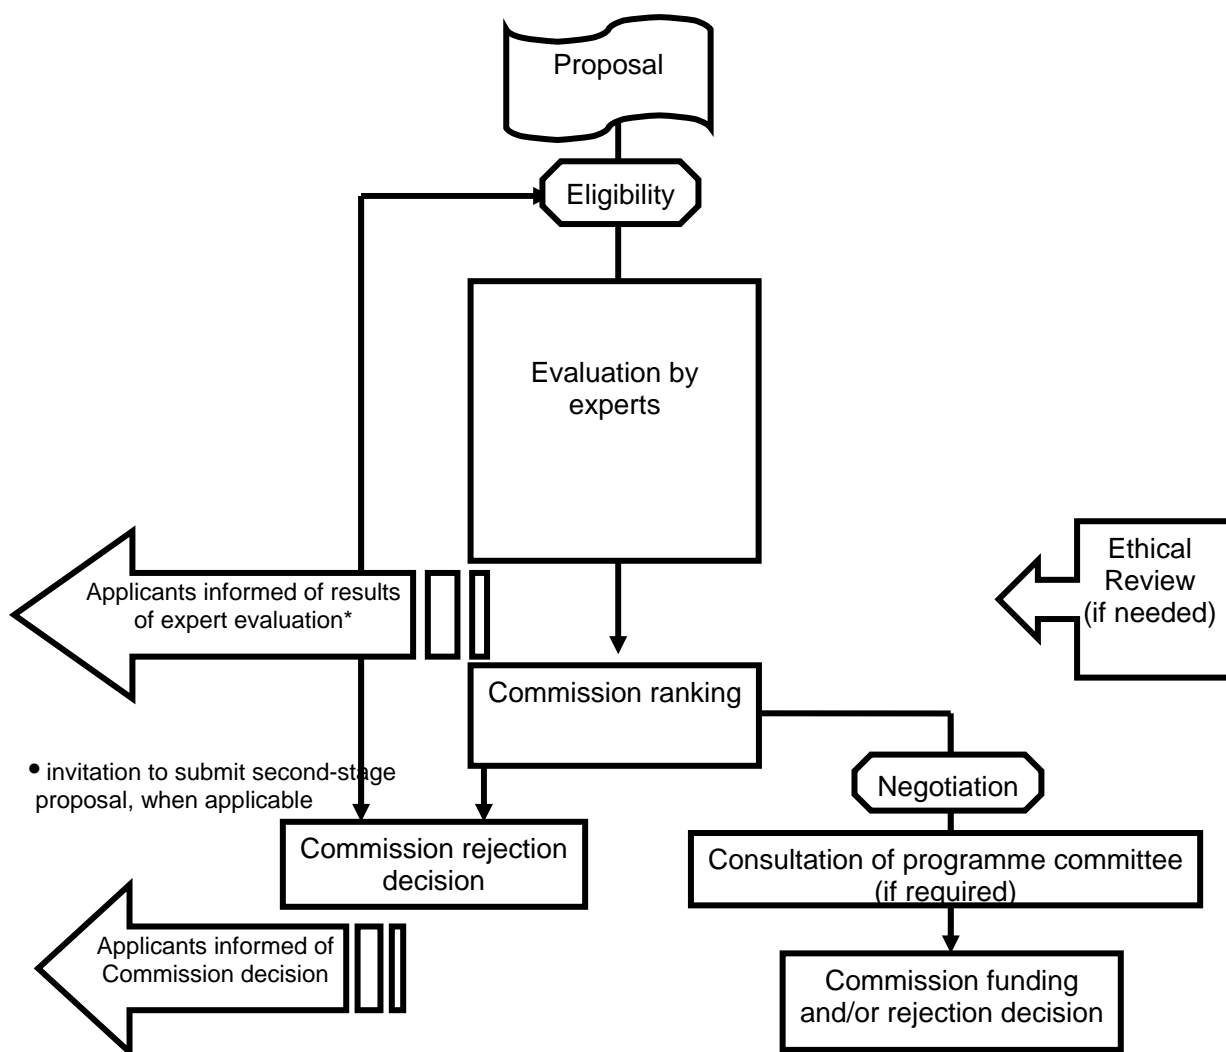 Proposal
Eligibility
Evaluation by
experts
Ethical
Review
(if needed)
Applicants informed of results
of expert evaluation*
Commission ranking
• invitation to submit second-stage
proposal, when applicable
Negotiation
Commission rejection
decision
Consultation of programme committee
(if required)
Applicants informed of
Commission decision
Commission funding
and/or rejection decision